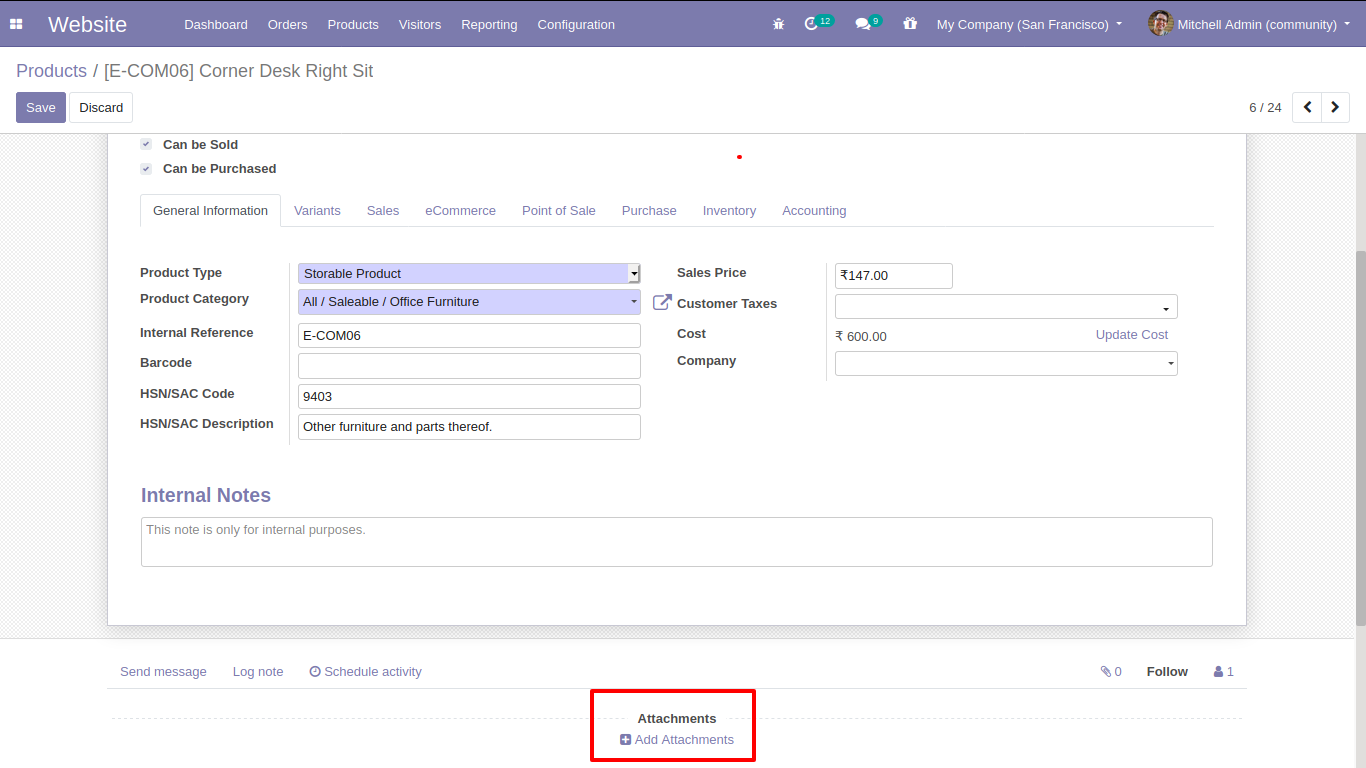 Website Dashboard Orders Products Visitors Reporting Configuration 12 9 My Company (San Francisco) Mitchell Admin (community)
Products / [E-COM06] Corner Desk Right Sit
Save Discard 6 / 24
Can be Sold
Can be Purchased
General Information Variants Sales eCommerce Point of Sale Purchase Inventory Accounting
Product Type Storable Product
Product Category All / Saleable / Office Furniture
Internal Reference E-COM06
Barcode
HSN/SAC Code 9403
HSN/SAC Description Other furniture and parts thereof.
Sales Price ₹147.00
Customer Taxes
Cost ₹ 600.00 Update Cost
Company
Internal Notes
This note is only for internal purposes.
Send message Log note Schedule activity 0 Follow 1
Attachments
Add Attachments